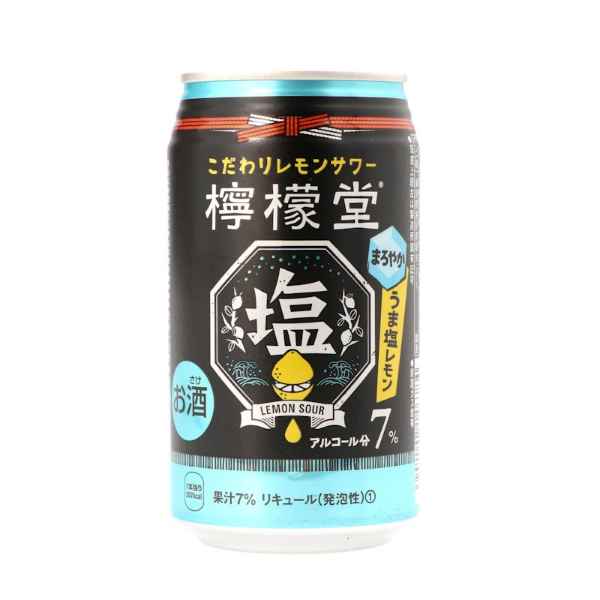 こだわりレモンサワー
檸檬堂®
まろやか
うま塩レモン
塩
LEMON SOUR
さけ
お酒
アルコール分 7%
果汁7% リキュール(発泡性)①